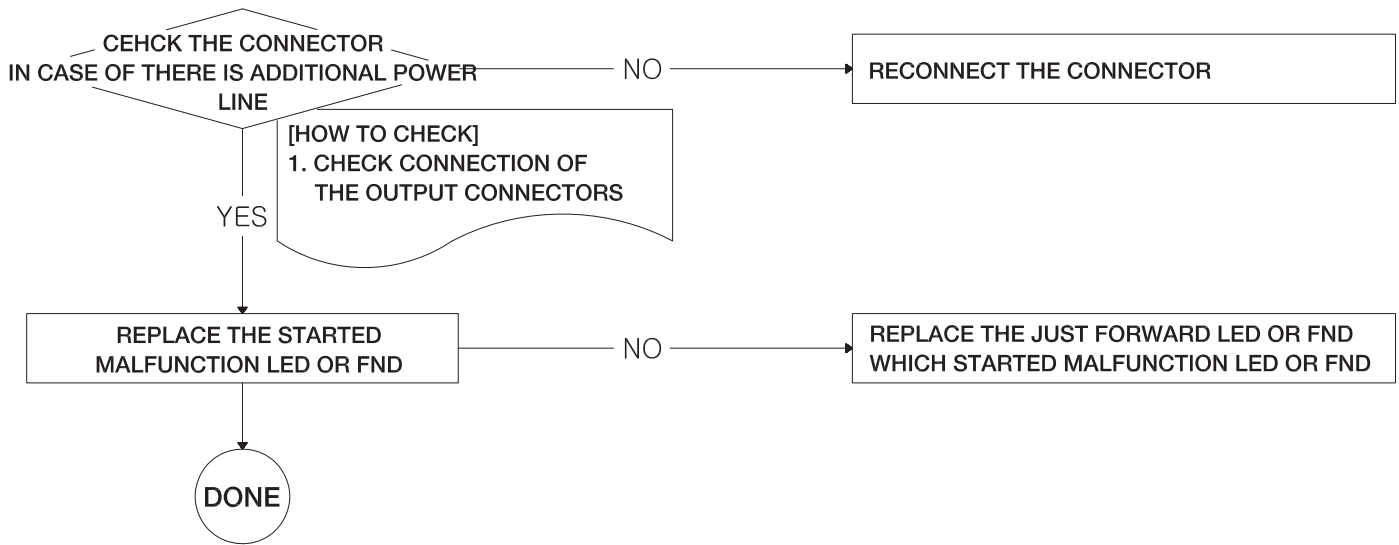 CEHCK THE CONNECTOR
IN CASE OF THERE IS ADDITIONAL POWER
LINE
NO
RECONNECT THE CONNECTOR
[HOW TO CHECK]
1. CHECK CONNECTION OF
THE OUTPUT CONNECTORS
YES
REPLACE THE STARTED
MALFUNCTION LED OR FND
NO
REPLACE THE JUST FORWARD LED OR FND
WHICH STARTED MALFUNCTION LED OR FND
DONE